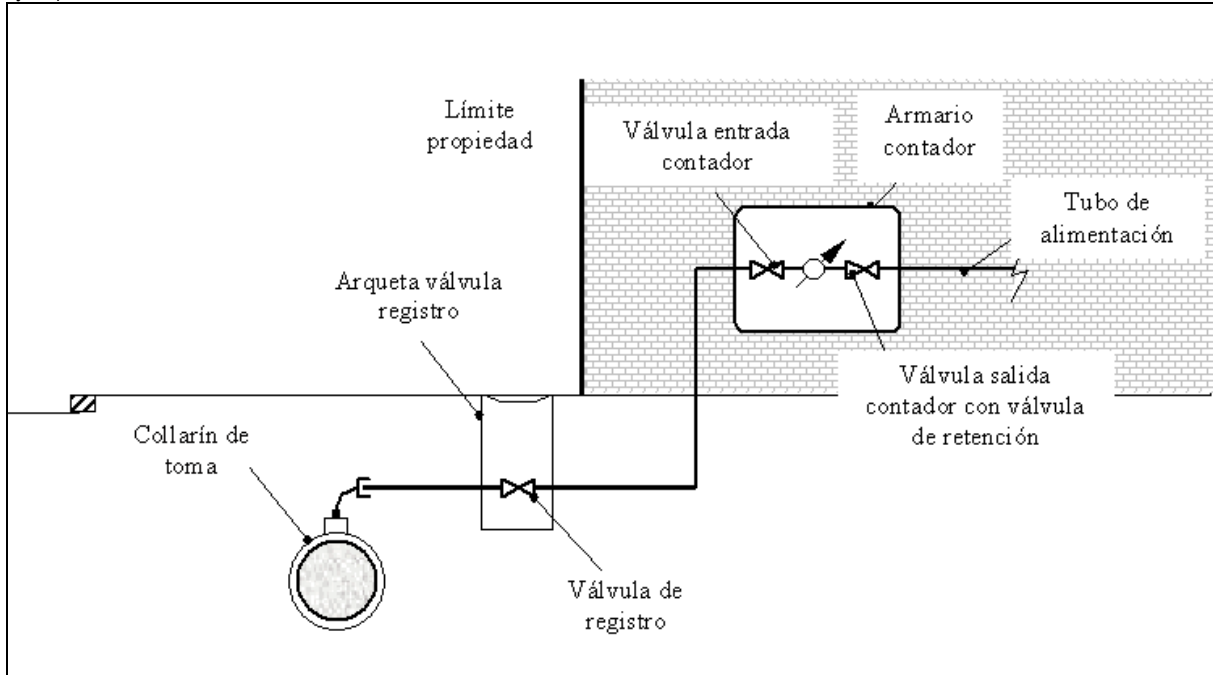 Límite
propiedad
Válvula entrada
contador
Armario
contador
Tubo de
alimentación
Arqueta válvula
registro
Válvula salida
contador con válvula
de retención
Collarín de
toma
Válvula de
registro